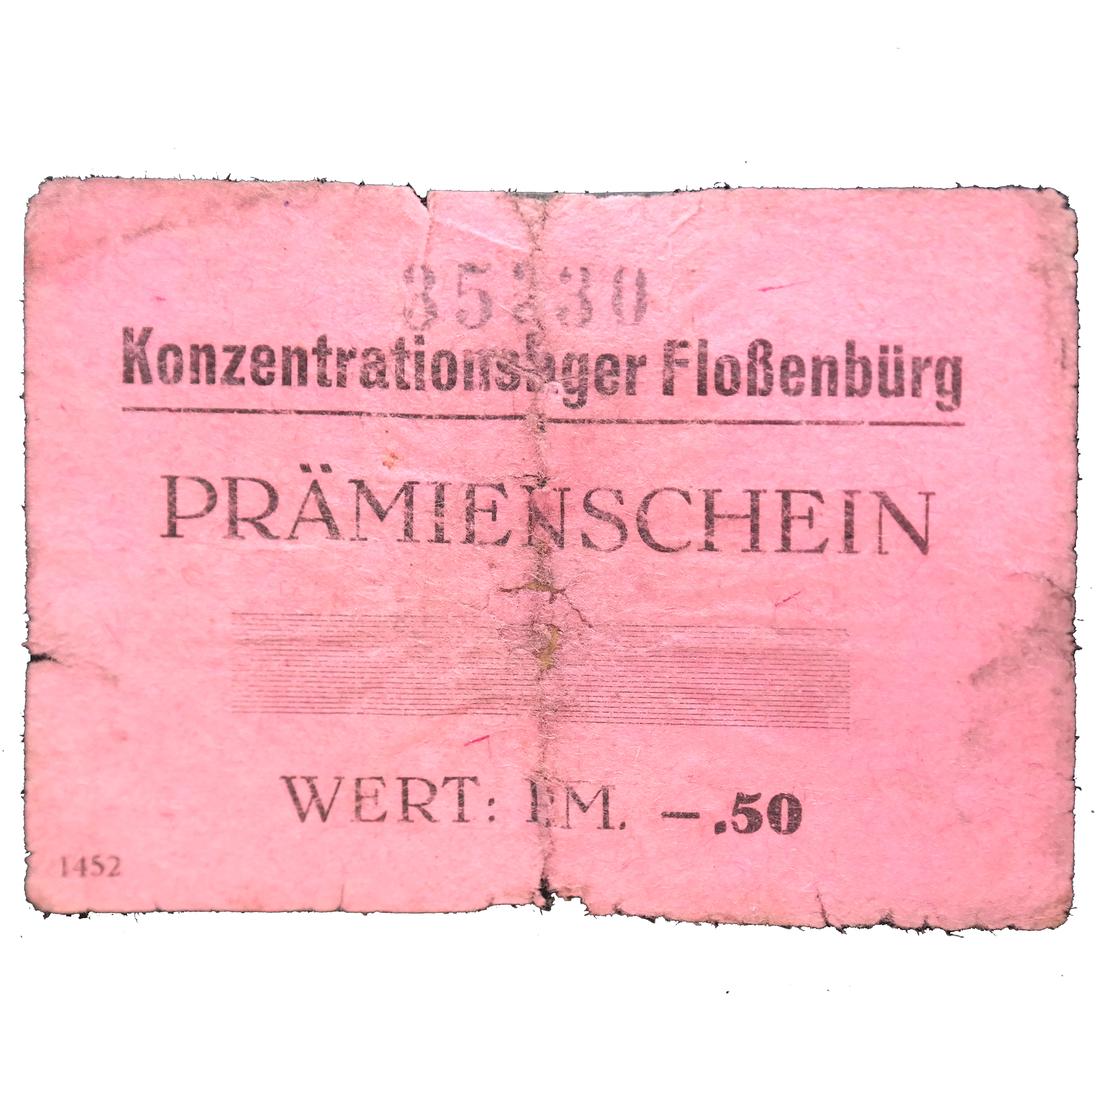 Konzentrationslager Floßenbürg
PRÄMIENSCHEIN
WERT: RM. —.50
1452